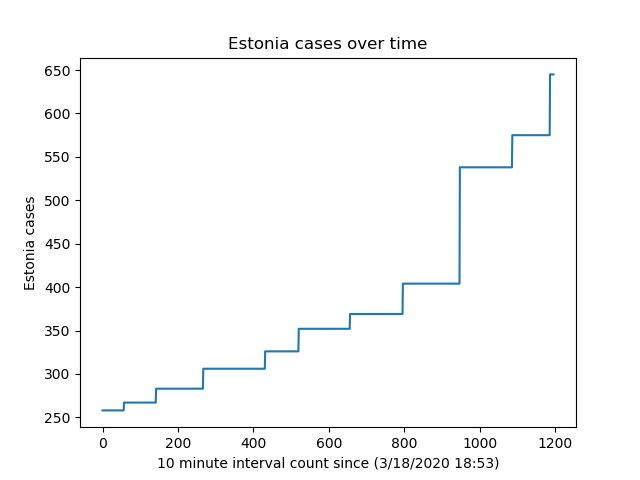 Estonia cases over time
650
600
550
500
450
400
350
300
250
Estonia cases
0 200 400 600 800 1000 1200
10 minute interval count since (3/18/2020 18:53)